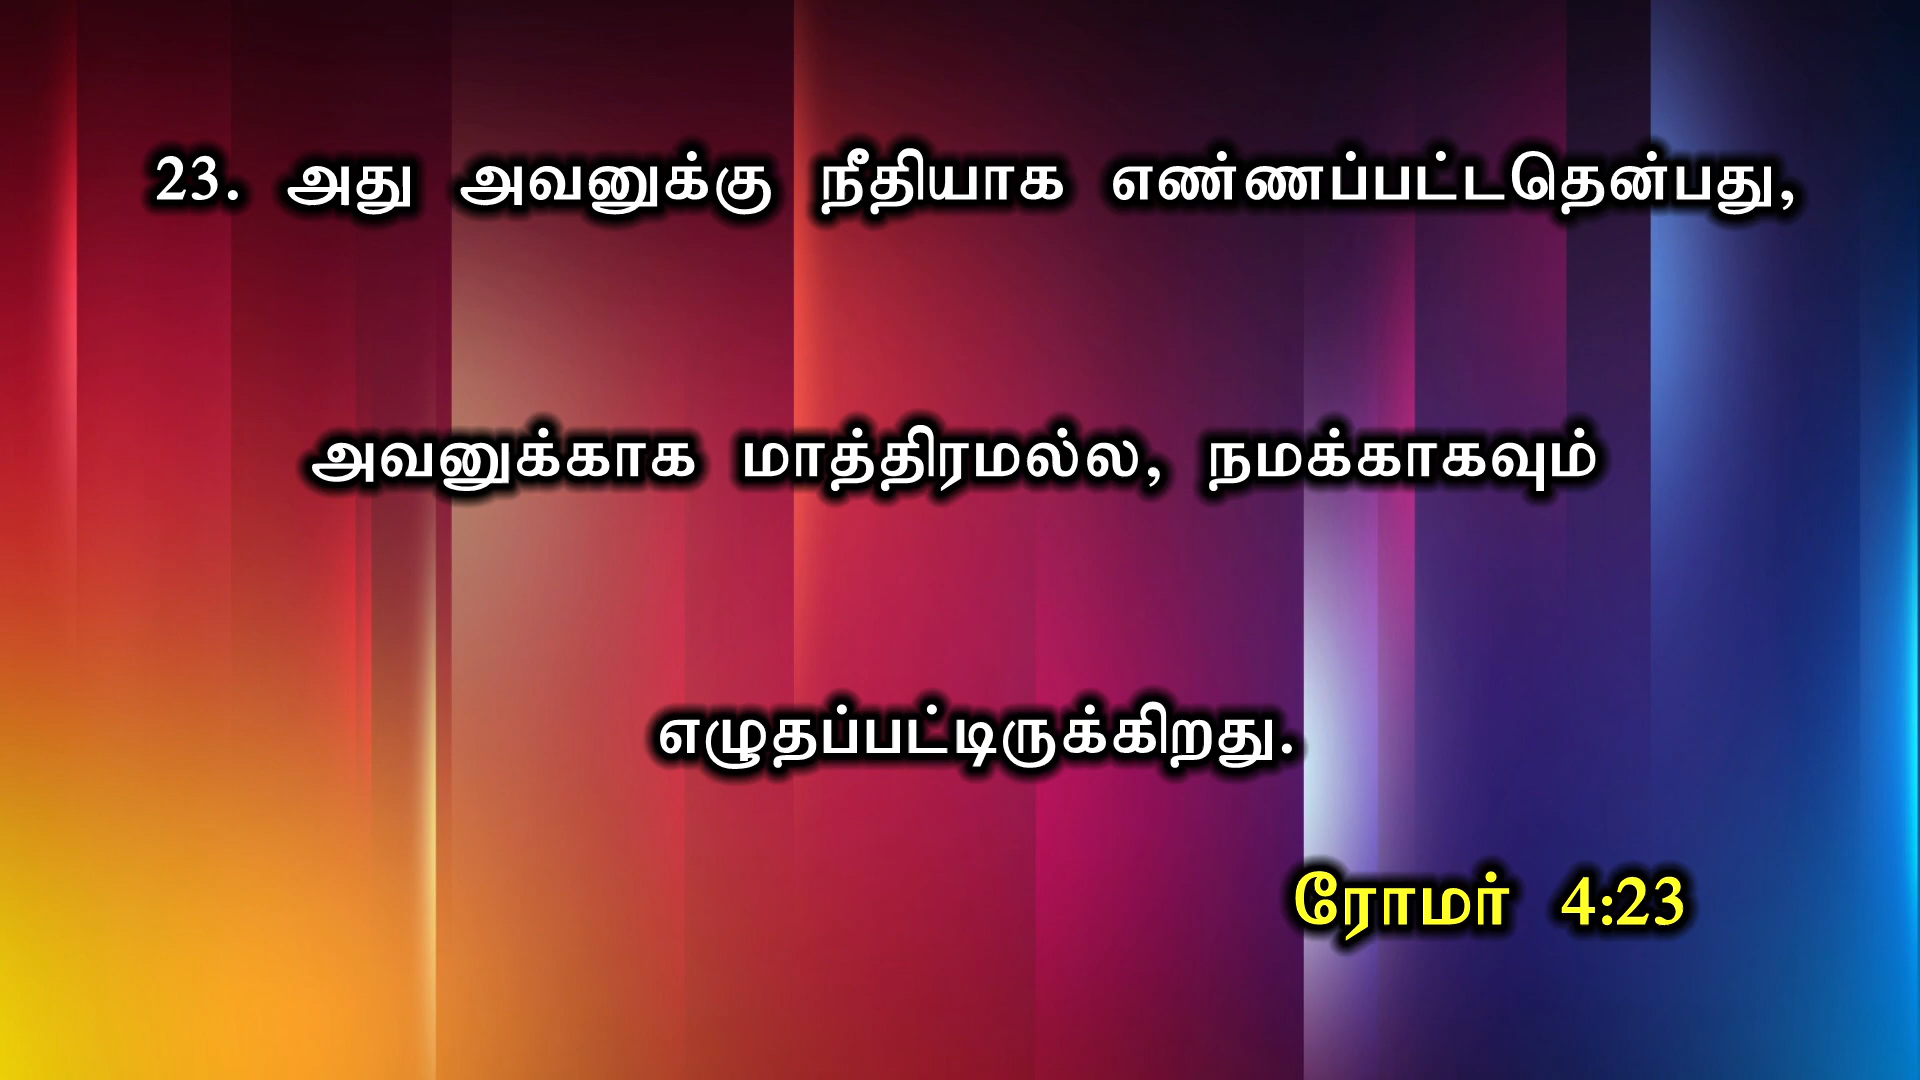 23. அது அவனுக்கு நீதியாக எண்ணப்பட்டதென்பது,
அவனுக்காக மாத்திரமல்ல, நமக்காகவும்
எழுதப்பட்டிருக்கிறது.
ரோமர் 4:23